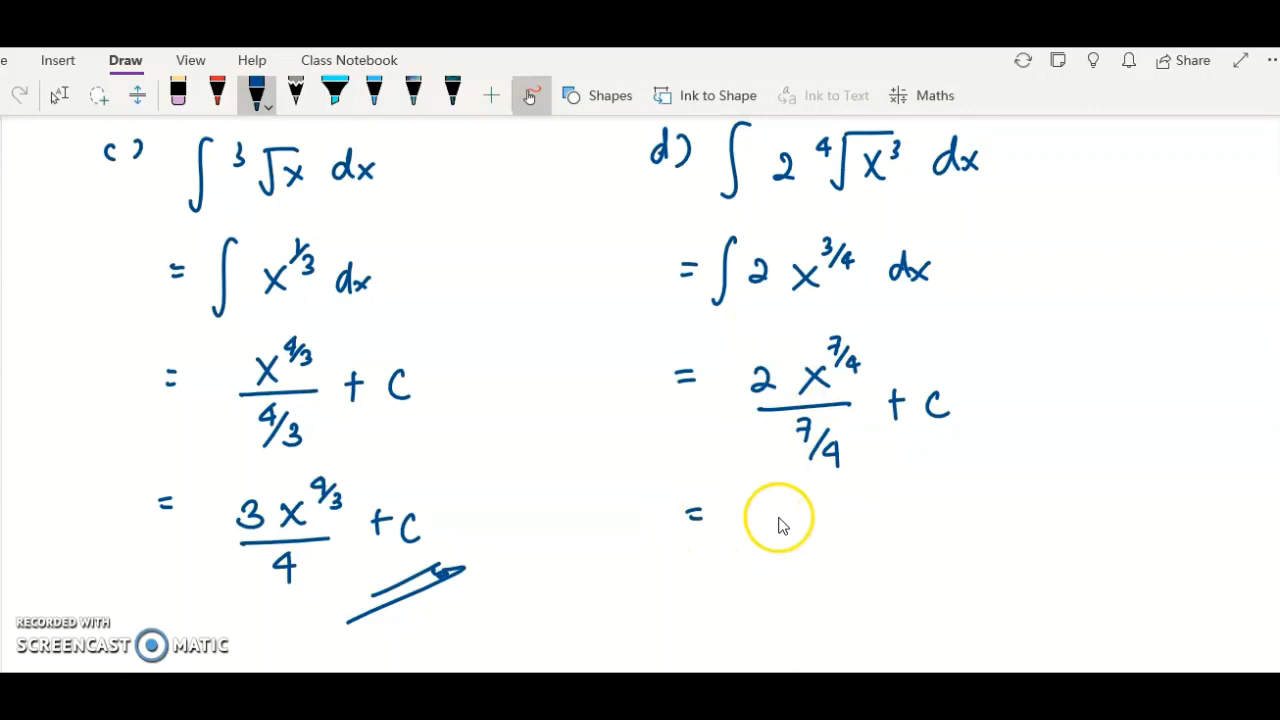 e Insert Draw View Help Class Notebook Share
+ Shapes Ink to Shape Ink to Text Maths
c) ∫ ³√x dx
= ∫ x^1/3 dx
= x^4/3 / 4/3 + C
= 3x^4/3 / 4 + C
d) ∫ 2 ⁴√x³ dx
= ∫ 2 x^3/4 dx
= 2 x^7/4 / 7/4 + C
=
RECORDED WITH
SCREENCAST MATIC